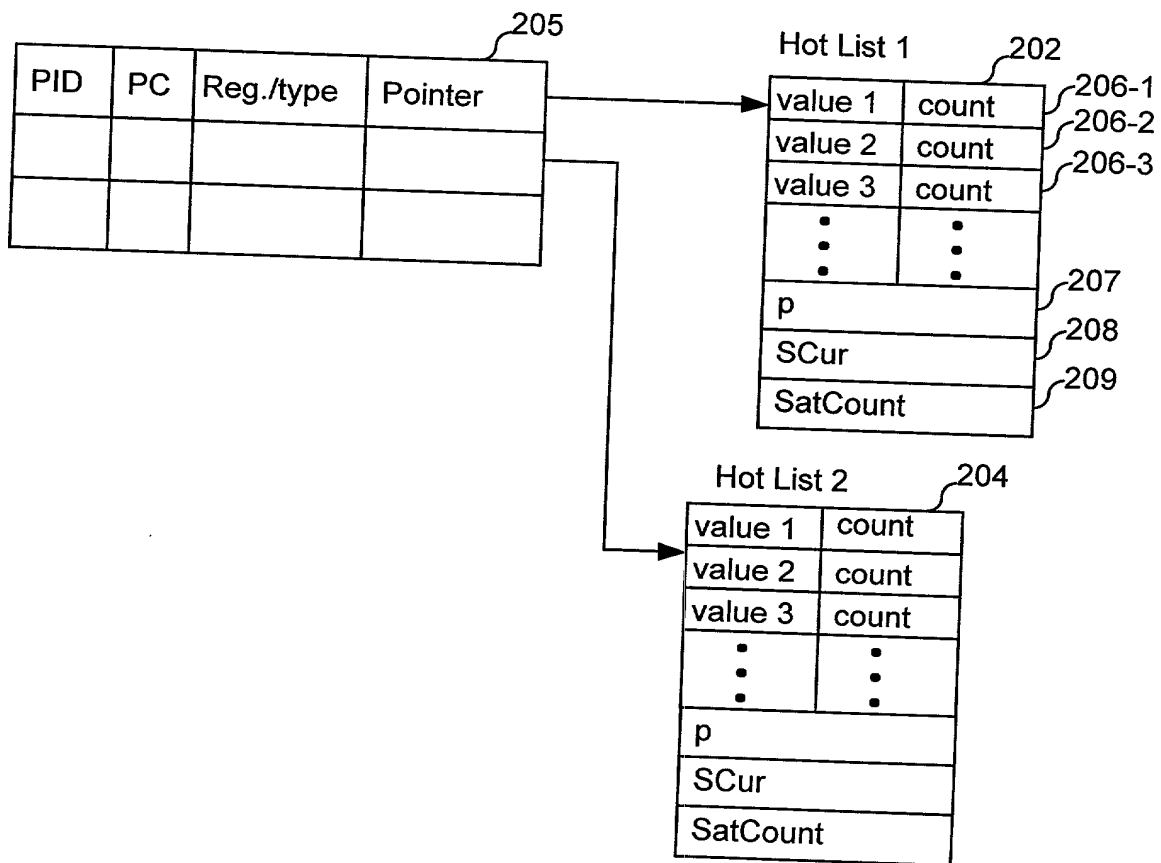 205
PID PC Reg./type Pointer
Hot List 1
202
value 1 count 206-1
value 2 count 206-2
value 3 count 206-3
p 207
SCur 208
SatCount 209
Hot List 2 204
value 1 count
value 2 count
value 3 count
p
SCur
SatCount